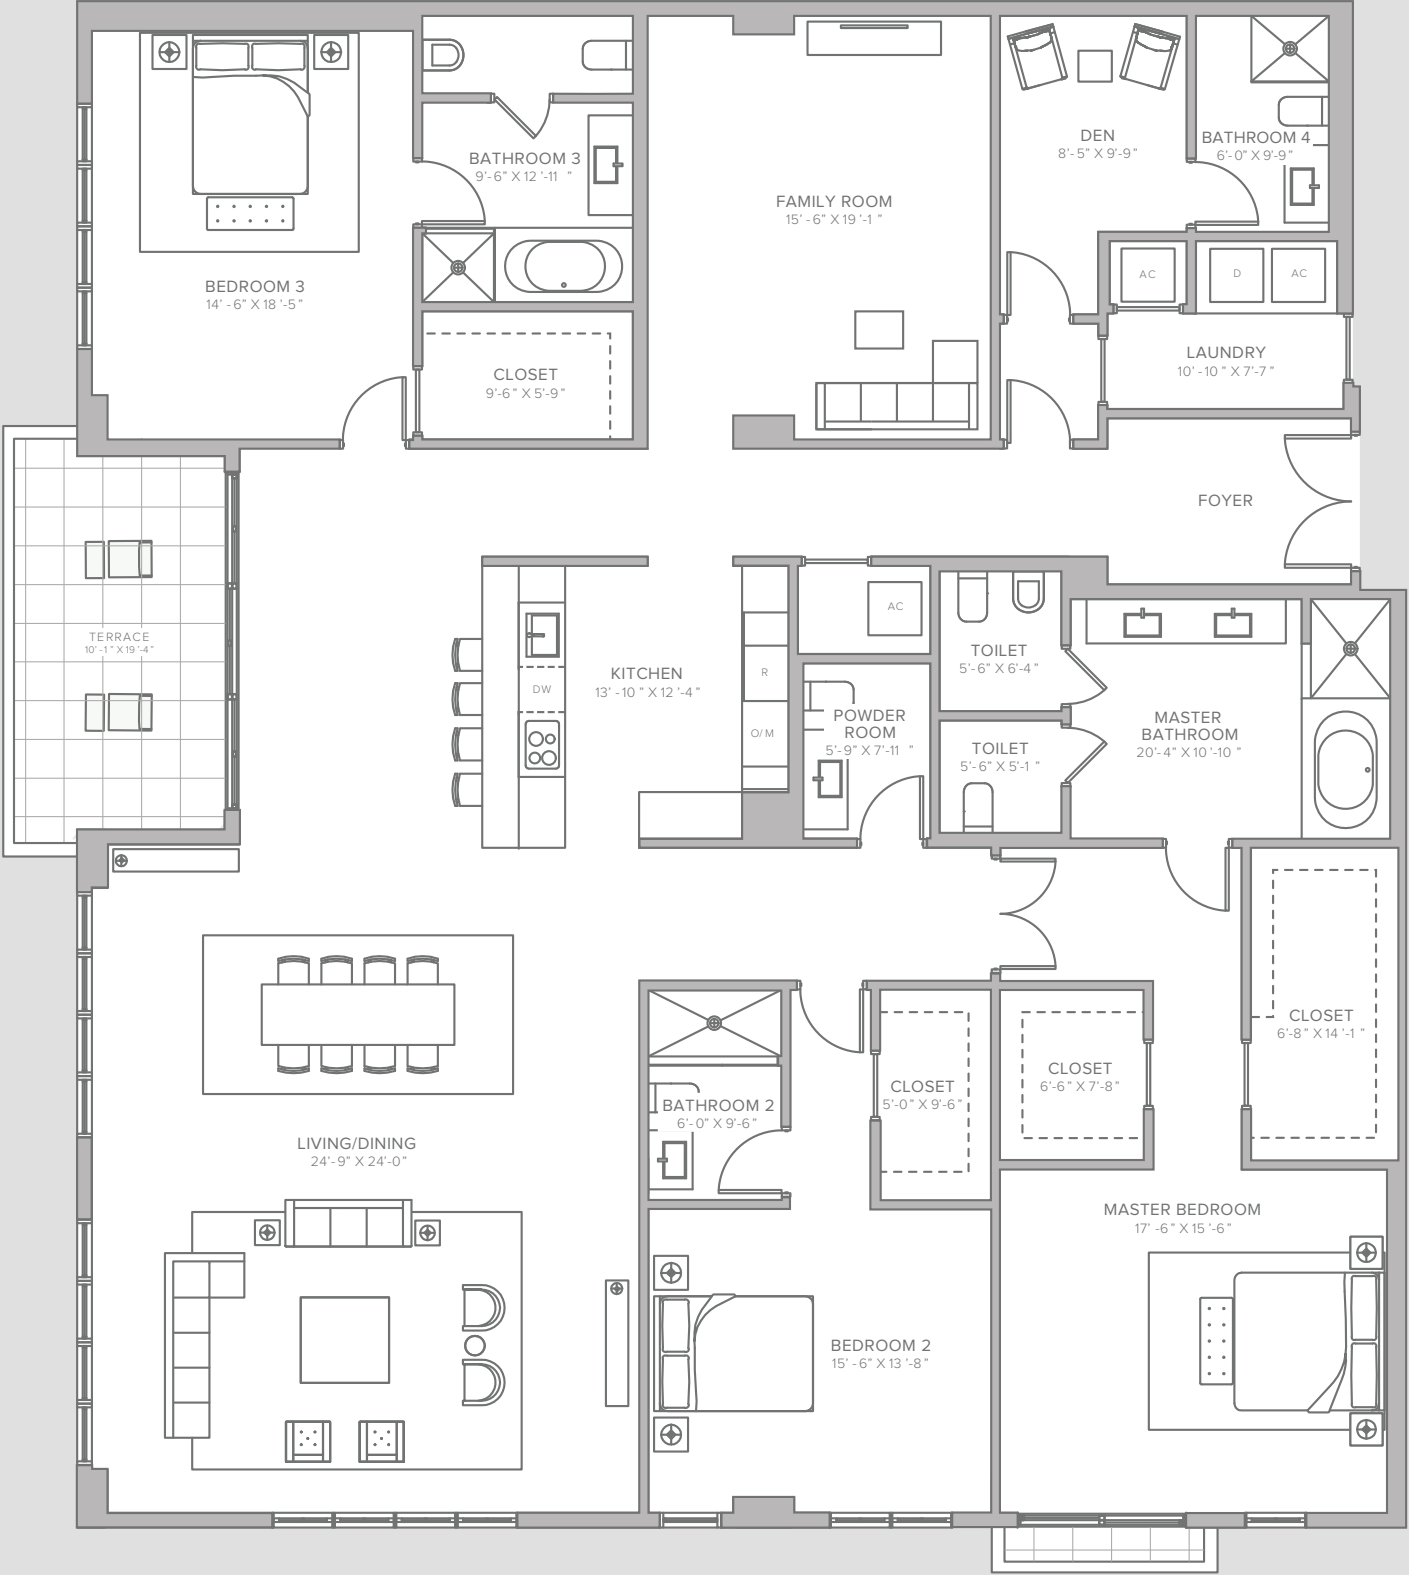 BATHROOM 3
9'-6" X 12'-11"
BEDROOM 3
14'-6" X 18'-5"
CLOSET
9'-6" X 5'-9"
FAMILY ROOM
15'-6" X 19'-1"
DEN
8'-5" X 9'-9"
BATHROOM 4
6'-0" X 9'-9"
AC
D
AC
LAUNDRY
10'-10" X 7'-7"
FOYER
TERRACE
10'-1" X 19'-4"
DW
KITCHEN
13'-10" X 12'-4"
R
O/M
AC
POWDER
ROOM
5'-9" X 7'-11"
TOILET
5'-6" X 6'-4"
TOILET
5'-6" X 5'-1"
MASTER
BATHROOM
20'-4" X 10'-10"
CLOSET
6'-8" X 14'-1"
CLOSET
6'-6" X 7'-8"
CLOSET
5'-0" X 9'-6"
BATHROOM 2
6'-0" X 9'-6"
LIVING/DINING
24'-9" X 24'-0"
MASTER BEDROOM
17'-6" X 15'-6"
BEDROOM 2
15'-6" X 13'-8"